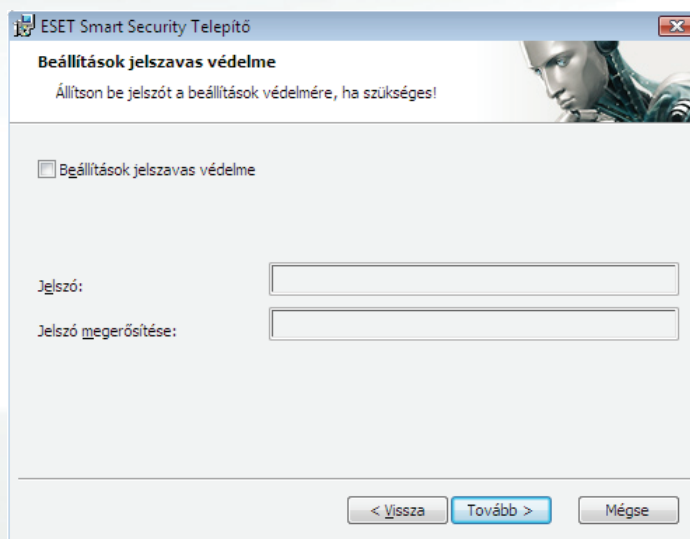 ESET Smart Security Telepítő
Beállítások jelszavas védelme
Állítson be jelszót a beállítások védelmére, ha szükséges!
Beállítások jelszavas védelme
Jelszó:
Jelszó megerősítése:
< Vissza
Tovább >
Mégse